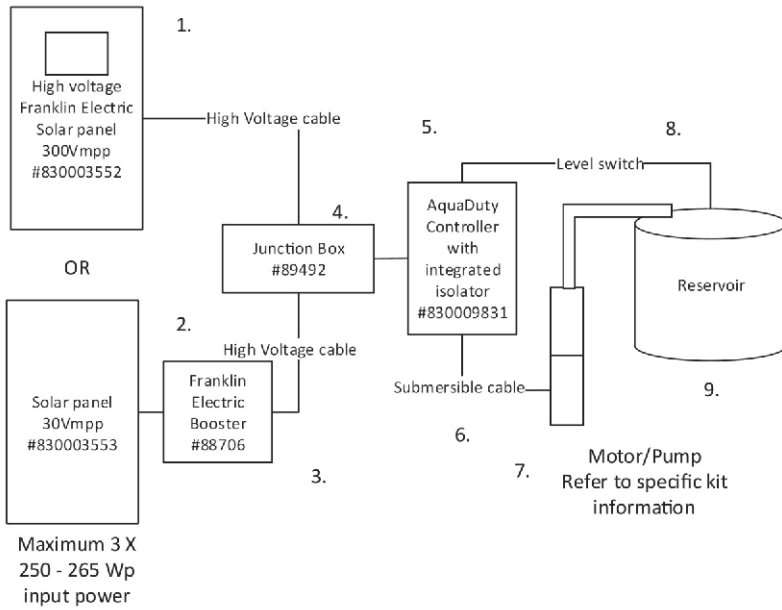 1.
High voltage
Franklin Electric
Solar panel
300Vmpp
#830003552
High Voltage cable
OR
2.
Solar panel
30Vmpp
#830003553
Maximum 3 X
250 - 265 Wp
input power
Franklin
Electric
Booster
#88706
High Voltage cable
3.
4.
Junction Box
#89492
5.
AquaDuty
Controller
with
integrated
isolator
#830009831
Submersible cable
6.
7.
Motor/Pump
Refer to specific kit
information
Level switch
8.
Reservoir
9.